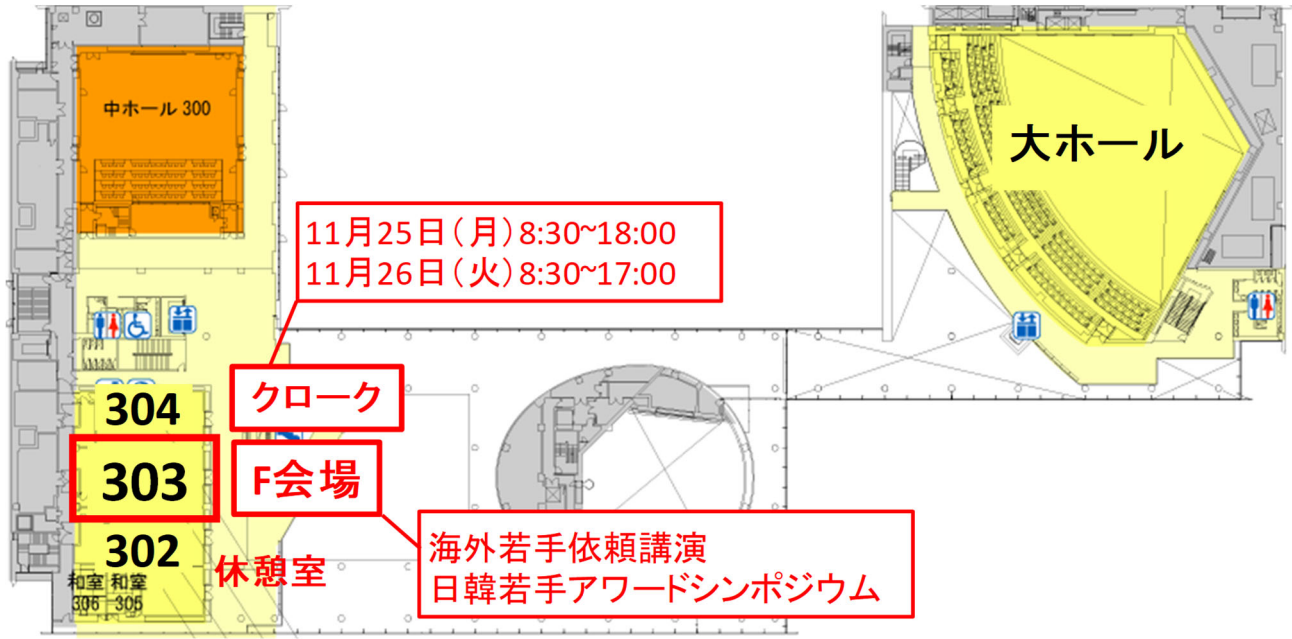 中ホール 300
大ホール
11月25日（月）8:30~18:00
11月26日（火）8:30~17:00
クローク
304
303
F会場
302
休憩室
和室 和室
306 305
海外若手依頼講演
日韓若手アワードシンポジウム